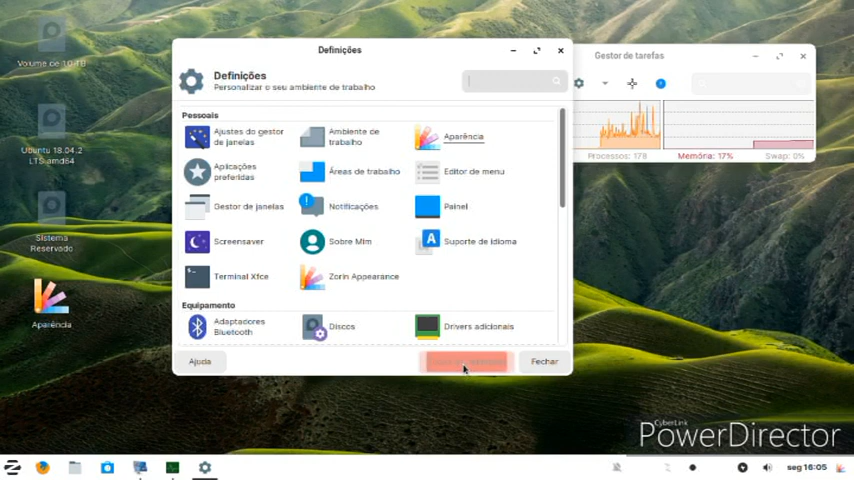 Volume de 1,0 TB
Ubuntu 18.04.2
LTS amd64
Sistema
Reservado
Aparência
Definições
Definições
Personalizar o seu ambiente de trabalho
Pessoais
Ajustes do gestor
de janelas
Ambiente de
trabalho
Aparência
Aplicações
preferidas
Áreas de trabalho
Editor de menu
Gestor de janelas
Notificações
Painel
Screensaver
Sobre Mim
Suporte de Idioma
Terminal Xfce
Zorin Appearance
Equipamento
Adaptadores
Bluetooth
Discos
Drivers adicionais
Ajuda
Fechar
Gestor de tarefas
Processos: 178
Memória: 17%
Swap: 0%
CyberLink
PowerDirector
seg 16:05